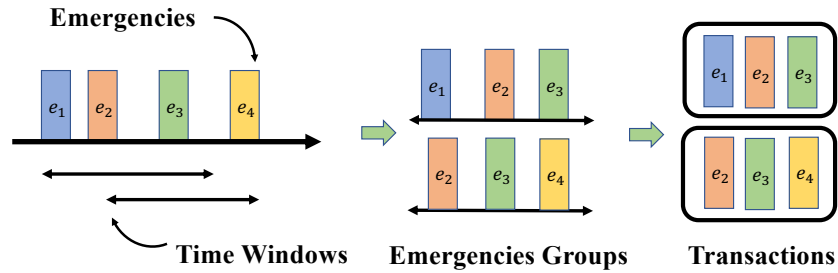 Emergencies
e₁ e₂ e₃ e₄
Time Windows
e₁ e₂ e₃
e₂ e₃ e₄
Emergencies Groups
e₁ e₂ e₃
e₂ e₃ e₄
Transactions